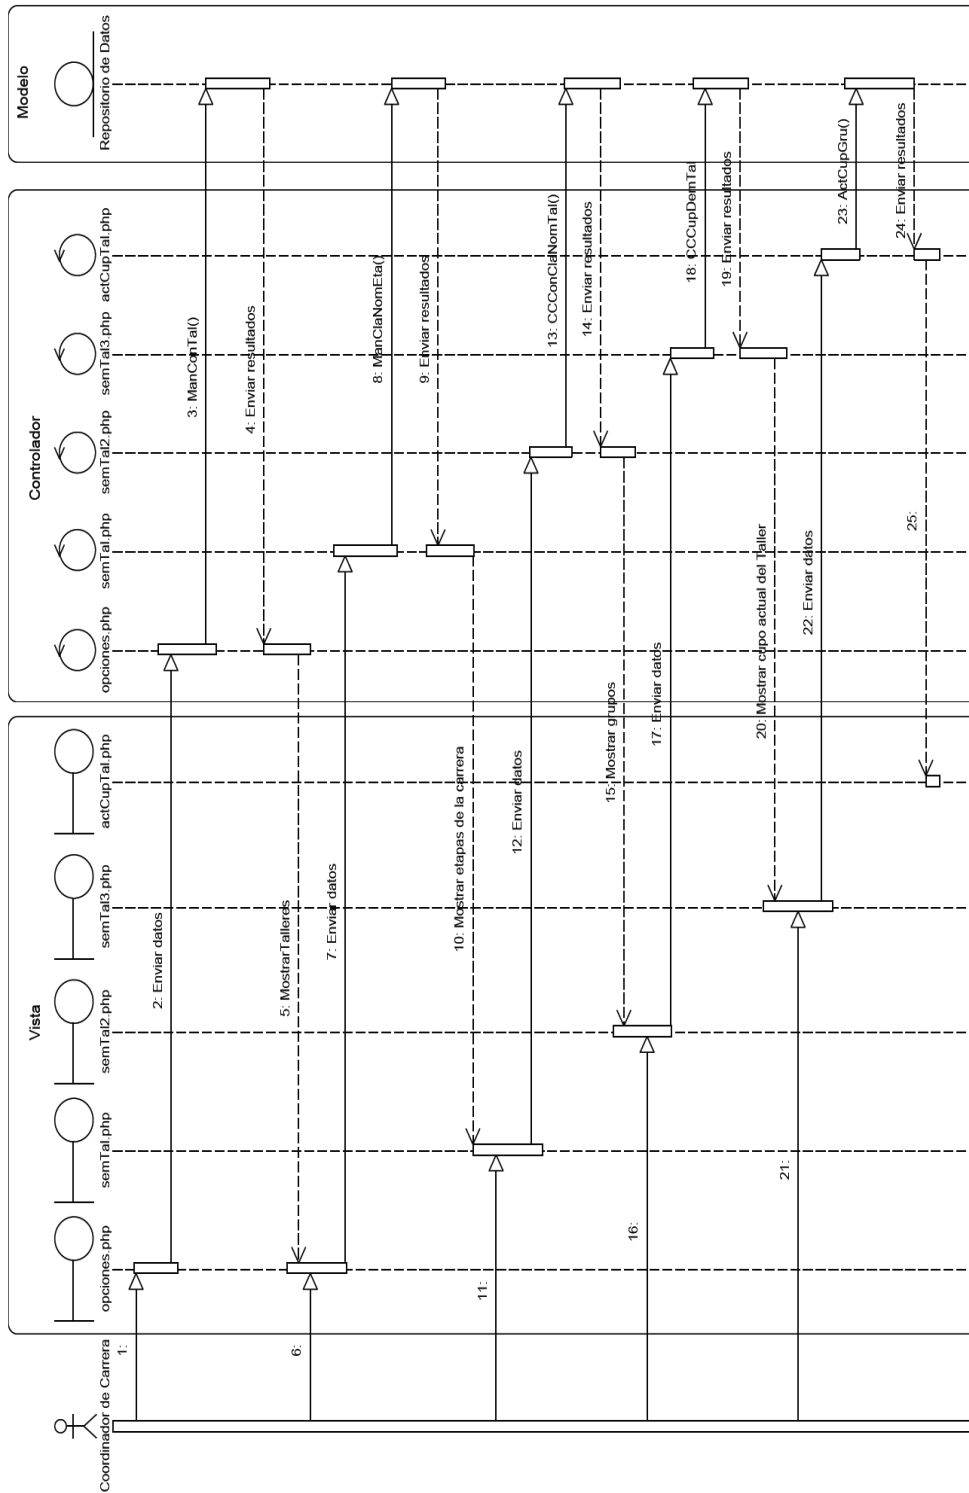 Vista
Controlador
Modelo
Coordinador de Carrera
opciones.php
semTal.php
semTal2.php
semTal3.php
actCupTal.php
opciones.php
semTal.php
semTal2.php
semTal3.php
actCupTal.php
Repositorio de Datos
1:
2: Enviar datos
3: ManConTal()
4: Enviar resultados
5: MostrarTalleres
6:
7: Enviar datos
8: ManClaNomEta()
9: Enviar resultados
10: Mostrar etapas de la carrera
11:
12: Enviar datos
13: CCConClaNomTal()
14: Enviar resultados
15: Mostrar grupos
16:
17: Enviar datos
18: CCCupDemTal
19: Enviar resultados
20: Mostrar cupo actual del Taller
21:
22: Enviar datos
23: ActCupGru()
24: Enviar resultados
25: